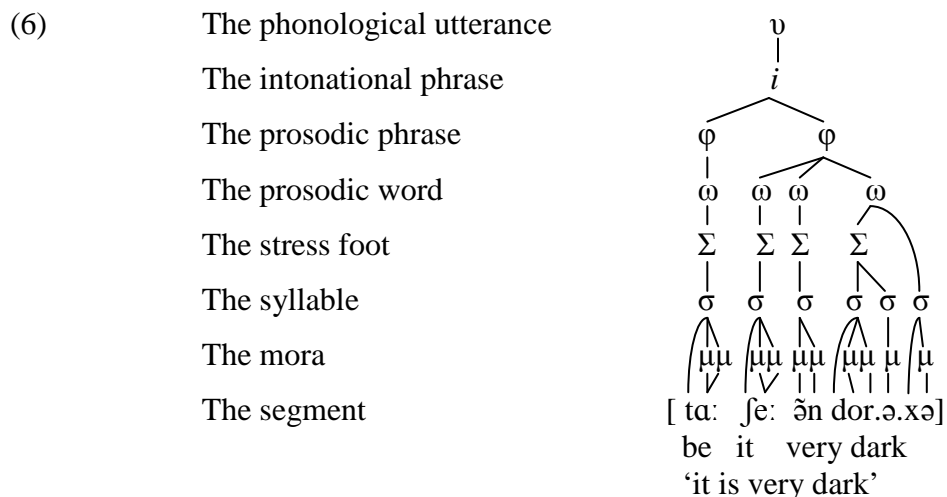 (6) The phonological utterance υ
The intonational phrase i
The prosodic phrase φ φ
The prosodic word ω ω ω ω
The stress foot Σ Σ Σ Σ
The syllable σ σ σ σ σ σ
The mora μμ μμ μμ μμ μ μ
The segment [ tɑː ʃeː ə̃n dor.ə.xə]
be it very dark
‘it is very dark’